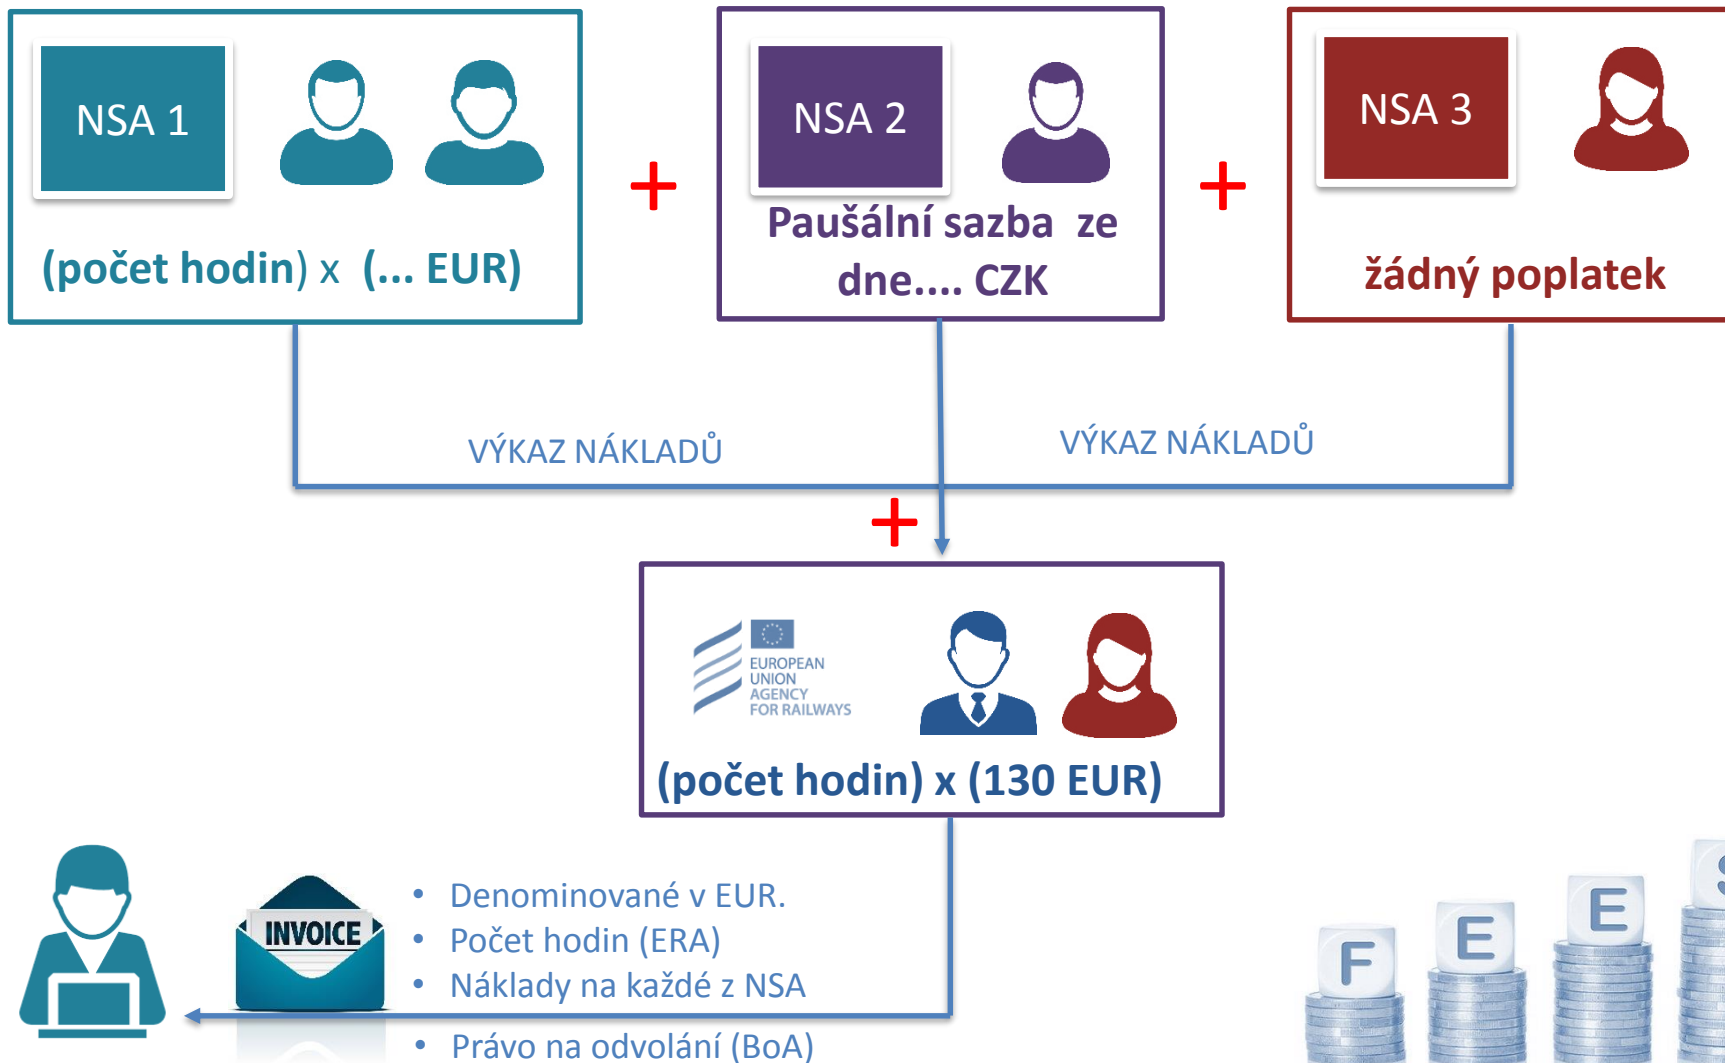 NSA 1
(počet hodin) x (... EUR)
NSA 2
Paušální sazba ze
dne.... CZK
NSA 3
žádný poplatek
VÝKAZ NÁKLADŮ
VÝKAZ NÁKLADŮ
EUROPEAN
UNION
AGENCY
FOR RAILWAYS
(počet hodin) x (130 EUR)
INVOICE
• Denominované v EUR.
• Počet hodin (ERA)
• Náklady na každé z NSA
• Právo na odvolání (BoA)
F E E S